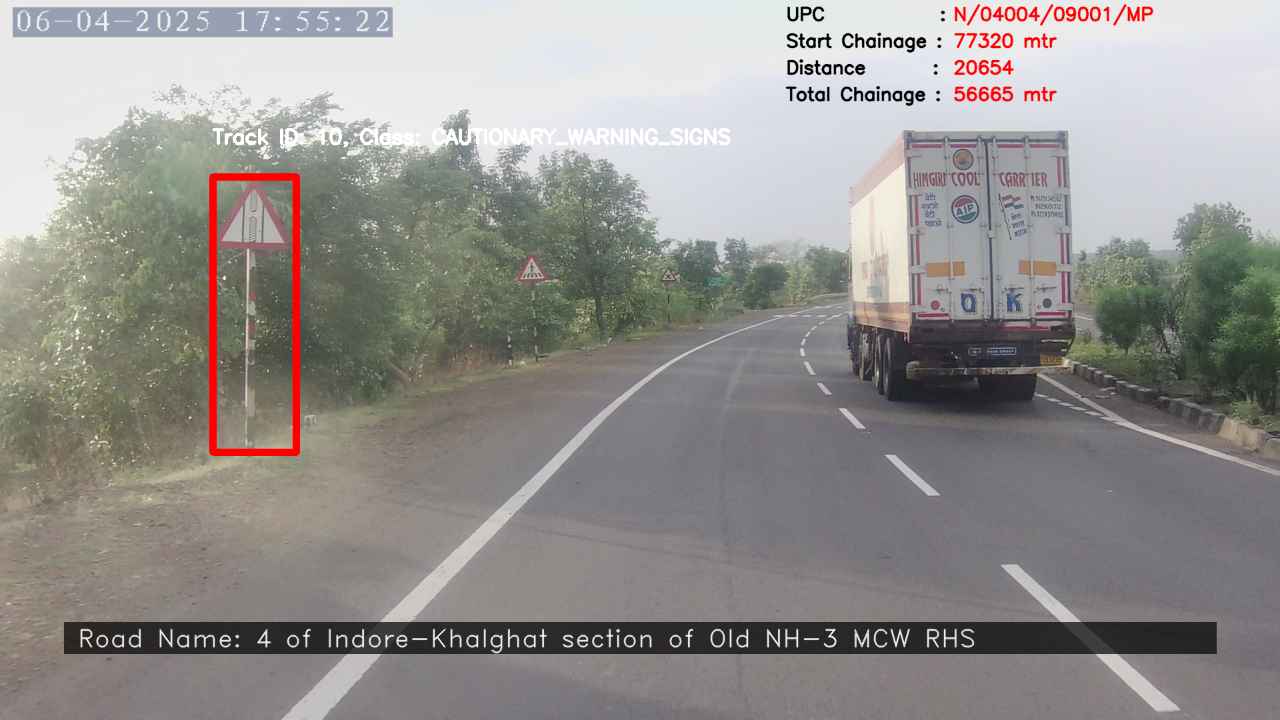 06-04-2025 17:55:22
UPC : N/04004/09001/MP
Start Chainage : 77320 mtr
Distance : 20654
Total Chainage : 56665 mtr
Track ID: 10, Class: CAUTIONARY_WARNING_SIGNS
HIMGIRI COOL CARRIER
AIP
Road Name: 4 of Indore-Khalghat section of Old NH-3 MCW RHS